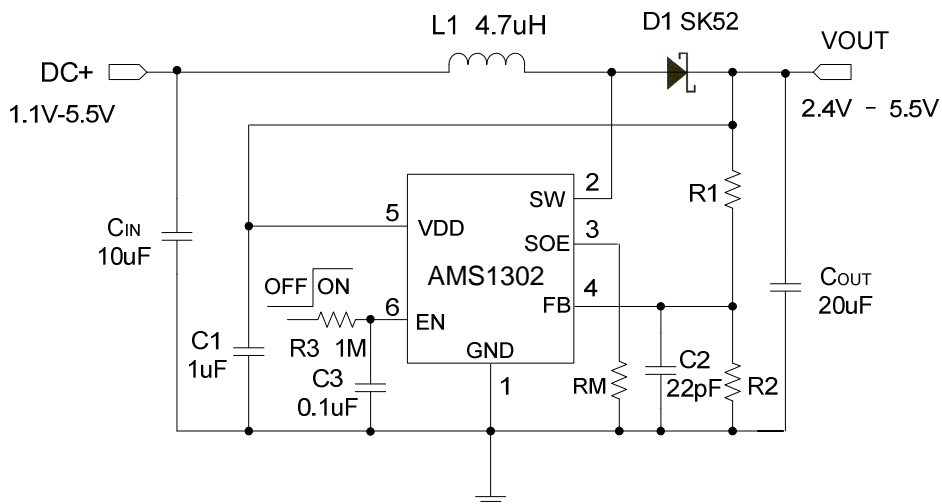 L1 4.7uH
D1 SK52
VOUT
DC+
1.1V-5.5V
2.4V - 5.5V
2
R1
SW
5
VDD
3
SOE
CIN
10uF
AMS1302
COUT
20uF
OFF
ON
6
EN
4
FB
R3 1M
GND
C1
1uF
C3
0.1uF
1
RM
C2
22pF
R2